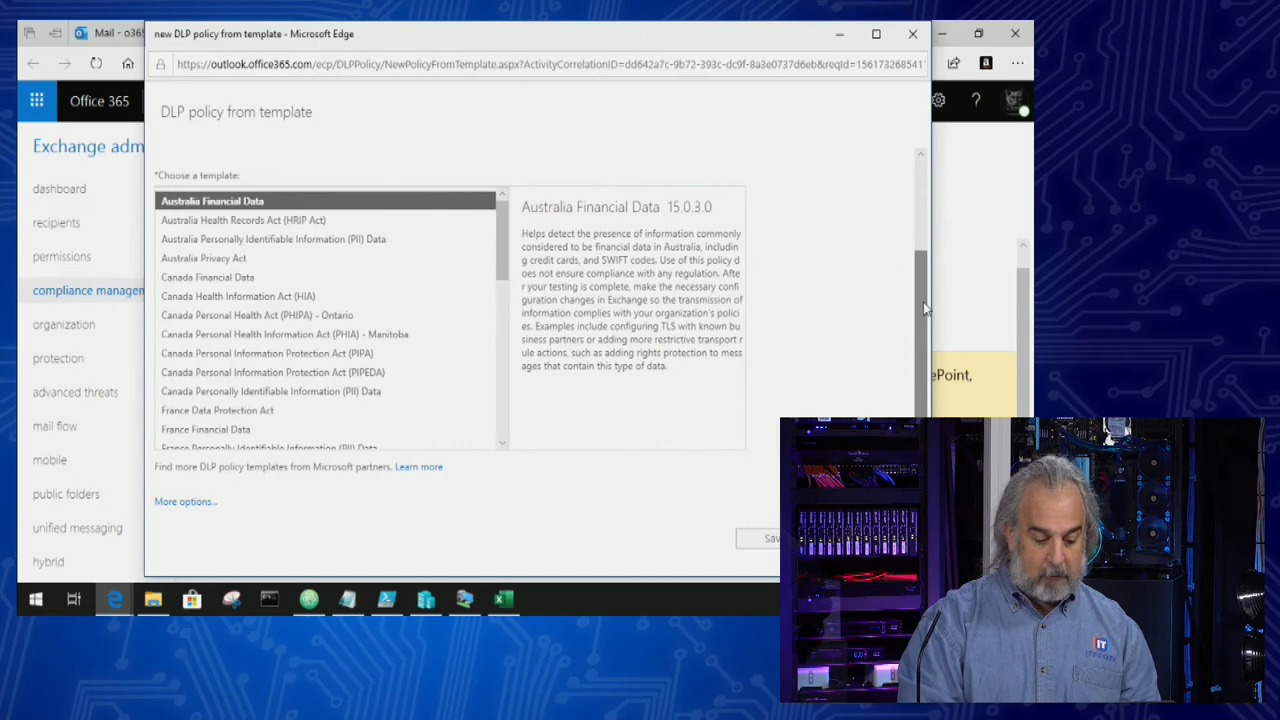 Mail - o36
new DLP policy from template - Microsoft Edge
https://outlook.office365.com/ecp/DLPPolicy/NewPolicyFromTemplate.aspx?ActivityCorrelationID=dd642a7c-9b72-393c-dc9f-8a3e0737d6eb&reqId=1561732685411
Office 365
DLP policy from template
Exchange adm
dashboard
recipients
permissions
compliance managem
organization
protection
advanced threats
mail flow
mobile
public folders
unified messaging
hybrid
*Choose a template:
Australia Financial Data
Australia Health Records Act (HRIP Act)
Australia Personally Identifiable Information (PII) Data
Australia Privacy Act
Canada Financial Data
Canada Health Information Act (HIA)
Canada Personal Health Act (PHIPA) - Ontario
Canada Personal Health Information Act (PHIA) - Manitoba
Canada Personal Information Protection Act (PIPA)
Canada Personal Information Protection Act (PIPEDA)
Canada Personally Identifiable Information (PII) Data
France Data Protection Act
France Financial Data
France Personally Identifiable Information (PII) Data
Australia Financial Data 15.0.3.0
Helps detect the presence of information commonly
considered to be financial data in Australia, includin
g credit cards, and SWIFT codes. Use of this policy d
oes not ensure compliance with any regulation. Afte
r your testing is complete, make the necessary confi
guration changes in Exchange so the transmission of
information complies with your organization's polici
es. Examples include configuring TLS with known bu
siness partners or adding more restrictive transport r
ule actions, such as adding rights protection to mess
ages that contain this type of data.
Find more DLP policy templates from Microsoft partners. Learn more
More options...
Sav
ePoint,
IT
ITPROTV